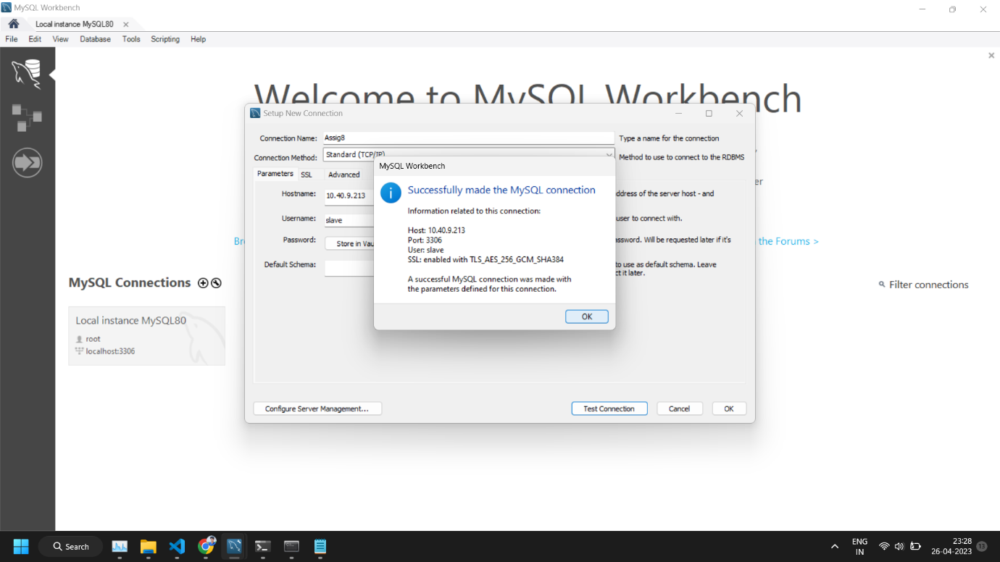 MySQL Workbench
Local instance MySQL80
File Edit View Database Tools Scripting Help
Welcome to MySQL Workbench
Setup New Connection
Connection Name: Assig8 Type a name for the connection
Connection Method: Standard (TCP/IP) Method to use to connect to the RDBMS
MySQL Workbench
Parameters SSL Advanced
Successfully made the MySQL connection
Hostname: 10.40.9.213 address of the server host - and
Information related to this connection:
Username: slave user to connect with.
Host: 10.40.9.213
Port: 3306
User: slave
SSL: enabled with TLS_AES_256_GCM_SHA384
Password: Store in Vau assword. Will be requested later if it's
the Forums >
Default Schema: to use as default schema. Leave
it later.
A successful MySQL connection was made with
the parameters defined for this connection.
OK
MySQL Connections
Filter connections
Local instance MySQL80
root
localhost:3306
Configure Server Management... Test Connection Cancel OK
Search
ENG
IN
23:28
26-04-2023
13